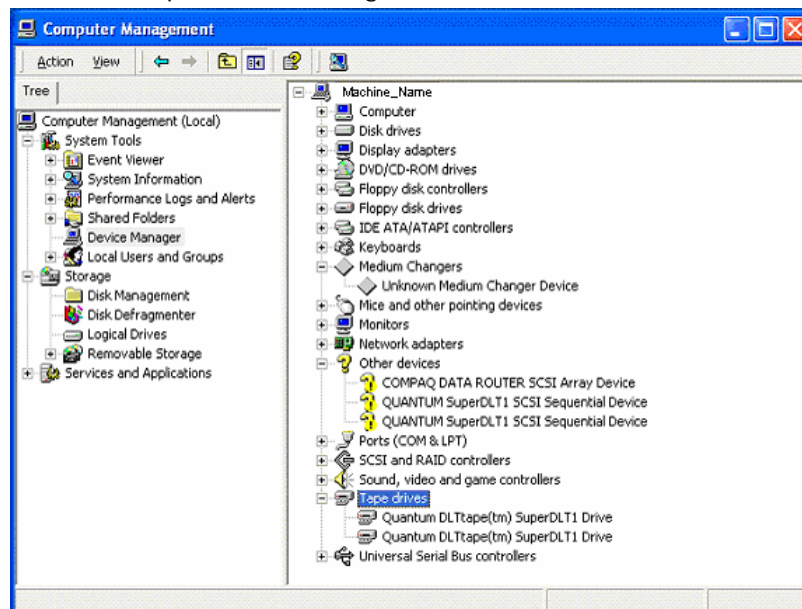 Computer Management
Action View
Tree
Computer Management (Local)
System Tools
Event Viewer
System Information
Performance Logs and Alerts
Shared Folders
Device Manager
Local Users and Groups
Storage
Disk Management
Disk Defragmenter
Logical Drives
Removable Storage
Services and Applications
Machine_Name
Computer
Disk drives
Display adapters
DVD/CD-ROM drives
Floppy disk controllers
Floppy disk drives
IDE ATA/ATAPI controllers
Keyboards
Medium Changers
Unknown Medium Changer Device
Mice and other pointing devices
Monitors
Network adapters
Other devices
COMPAQ DATA ROUTER SCSI Array Device
QUANTUM SuperDLT1 SCSI Sequential Device
QUANTUM SuperDLT1 SCSI Sequential Device
Ports (COM & LPT)
SCSI and RAID controllers
Sound, video and game controllers
Tape drives
Quantum DLTtape(tm) SuperDLT1 Drive
Quantum DLTtape(tm) SuperDLT1 Drive
Universal Serial Bus controllers